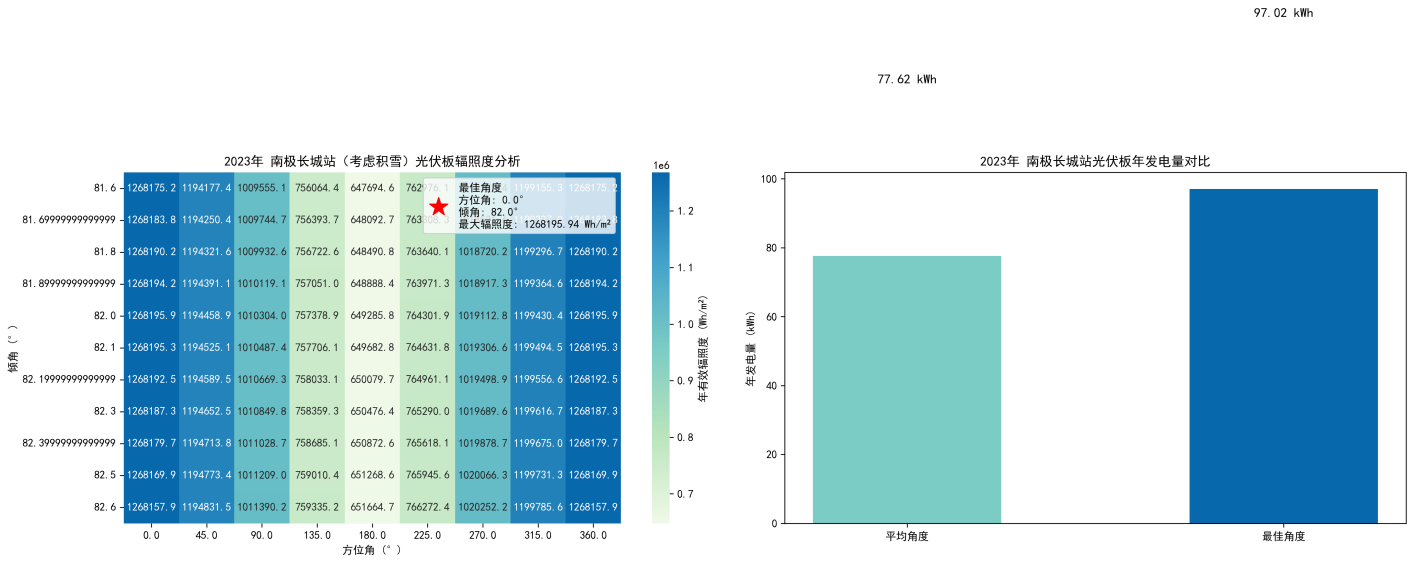 97.02 kWh
77.62 kWh
2023年 南极长城站（考虑积雪）光伏板辐照度分析
1e6
81.6 1268175.2 1194177.4 1009555.1 756064.4 647694.6 1199155.3 1268175.2
81.69999999999999 1268183.8 1194250.4 1009744.7 756393.7 648092.7
81.8 1268190.2 1194321.6 1009932.6 756722.6 648490.8 763640.1 1018720.2 1199296.7 1268190.2
81.89999999999999 1268194.2 1194391.1 1010119.1 757051.0 648888.4 763971.3 1018917.3 1199364.6 1268194.2
82.0 1268195.9 1194458.9 1010304.0 757378.9 649285.8 764301.9 1019112.8 1199430.4 1268195.9
82.1 1268195.3 1194525.1 1010487.4 757706.1 649682.8 764631.8 1019306.6 1199494.5 1268195.3
82.19999999999999 1268192.5 1194589.5 1010669.3 758033.1 650079.7 764961.1 1019498.9 1199556.6 1268192.5
82.3 1268187.3 1194652.5 1010849.8 758359.3 650476.4 765290.0 1019689.6 1199616.7 1268187.3
82.39999999999999 1268179.7 1194713.8 1011028.7 758685.1 650872.6 765618.1 1019878.7 1199675.0 1268179.7
82.5 1268169.9 1194773.4 1011209.0 759010.4 651268.6 765945.6 1020066.3 1199731.3 1268169.9
82.6 1268157.9 1194831.5 1011390.2 759335.2 651664.7 766272.4 1020252.2 1199785.6 1268157.9
最佳角度
方位角: 0.0°
倾角: 82.0°
最大辐照度: 1268195.94 Wh/m²
倾角 (°)
0.0 45.0 90.0 135.0 180.0 225.0 270.0 315.0 360.0
方位角 (°)
1.2
1.1
1.0
0.9
0.8
0.7
年有效辐照度 (Wh/m²)
2023年 南极长城站光伏板年发电量对比
100
80
60
40
20
0
年发电量 (kWh)
平均角度 最佳角度